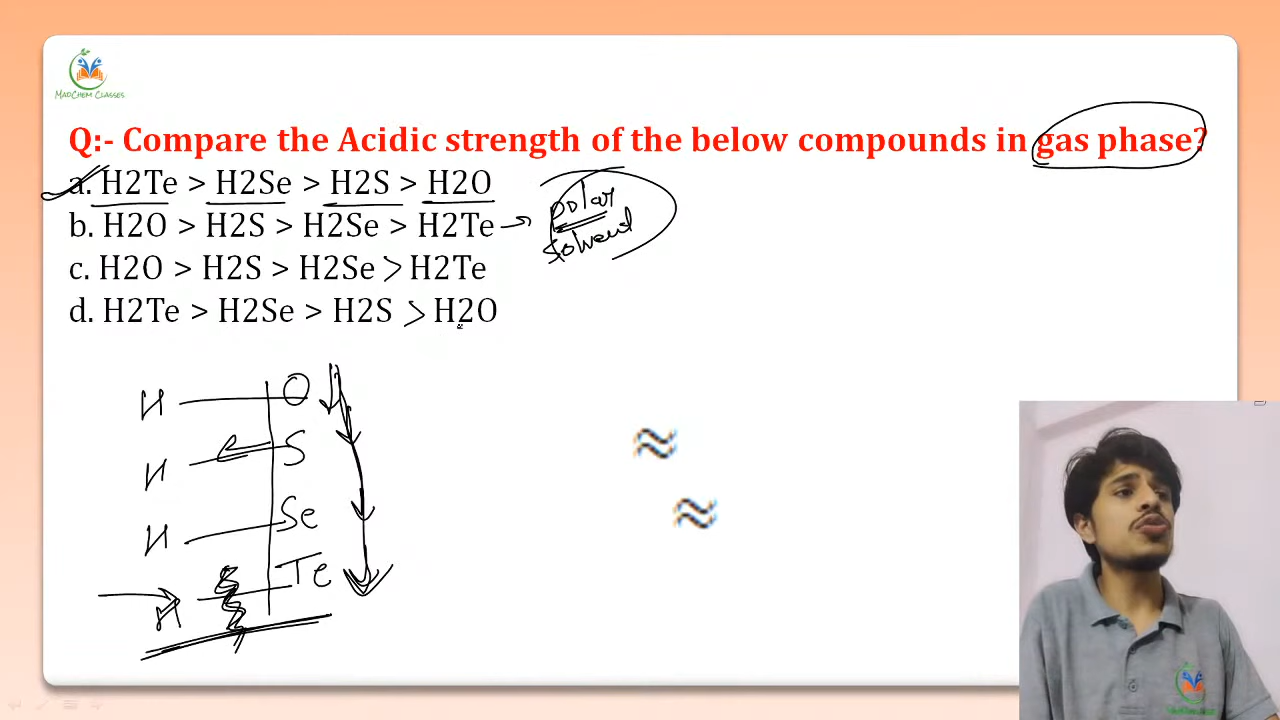 MADCHEM CLASSES
Q:- Compare the Acidic strength of the below compounds in gas phase?
a. H2Te > H2Se > H2S > H2O
b. H2O > H2S > H2Se > H2Te → polar
solvent
c. H2O > H2S > H2Se > H2Te
d. H2Te > H2Se > H2S > H2O
H O
H S
H Se
H Te
≈
≈